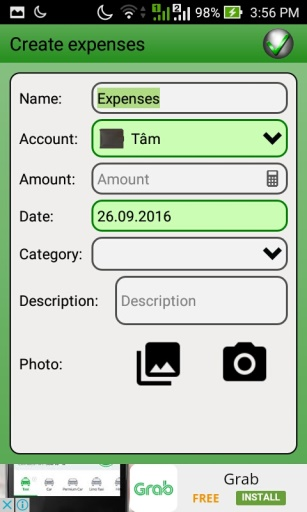 98% 3:56 PM
Create expenses
Name: Expenses
Account: Tâm
Amount: Amount
Date: 26.09.2016
Category:
Description: Description
Photo:
Grab
Grab
FREE INSTALL